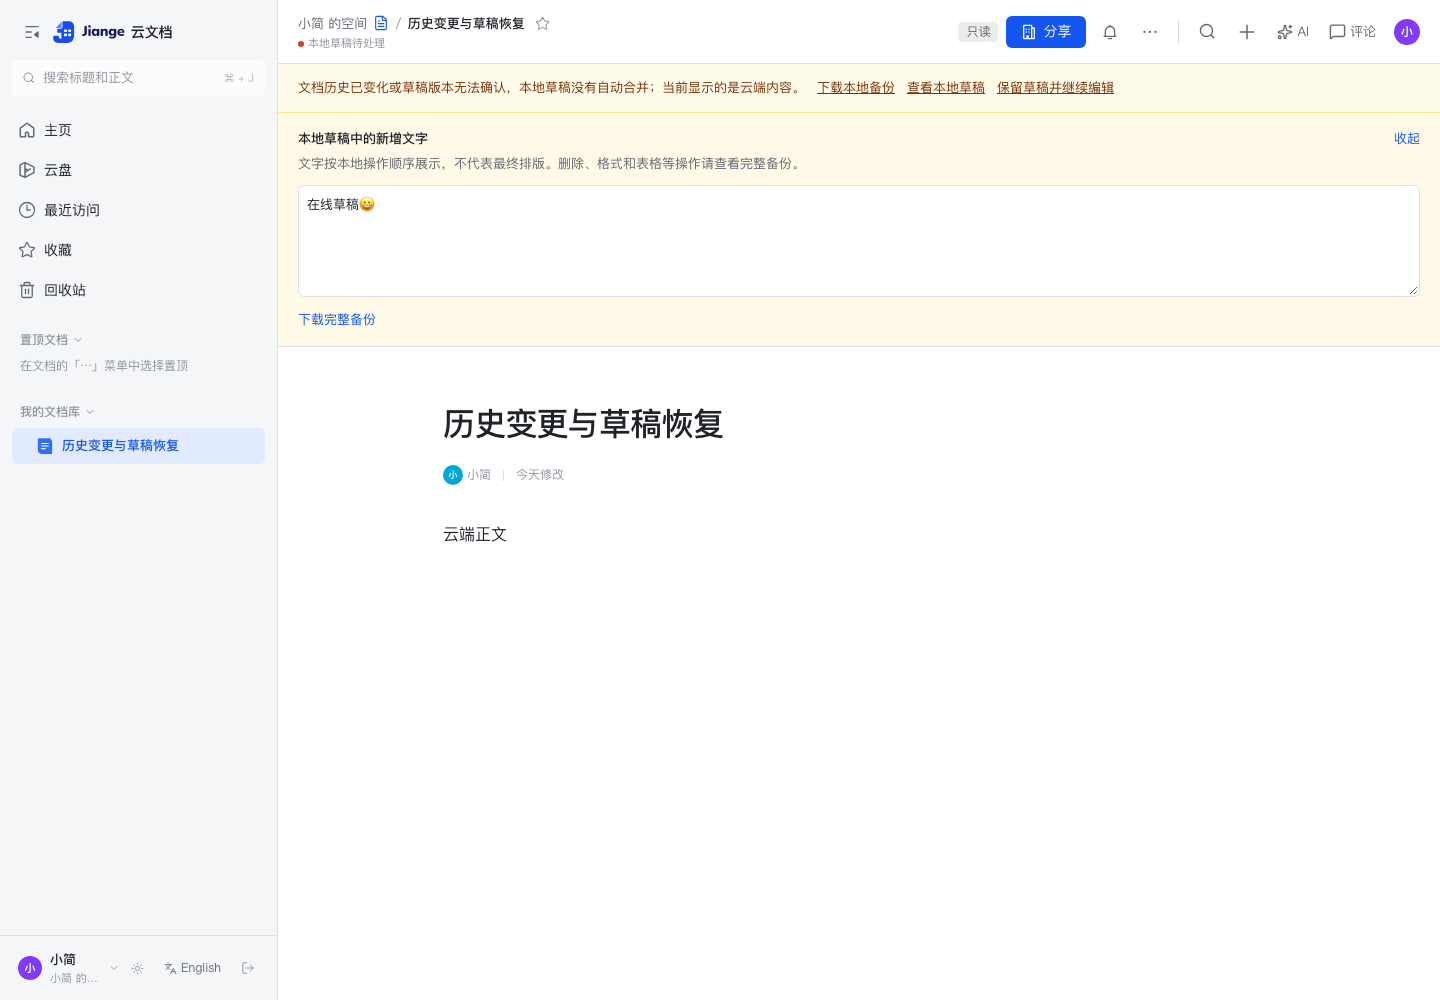 Jiange 云文档
搜索标题和正文 ⌘ + J
主页
云盘
最近访问
收藏
回收站
置顶文档
在文档的「…」菜单中选择置顶
我的文档库
历史变更与草稿恢复
小 小简
小简 的…
English
小简 的空间 / 历史变更与草稿恢复
本地草稿待处理
只读 分享 AI 评论 小
文档历史已变化或草稿版本无法确认，本地草稿没有自动合并；当前显示的是云端内容。 下载本地备份 查看本地草稿 保留草稿并继续编辑
本地草稿中的新增文字 收起
文字按本地操作顺序展示，不代表最终排版。删除、格式和表格等操作请查看完整备份。
在线草稿😀
下载完整备份
历史变更与草稿恢复
小 小简 今天修改
云端正文